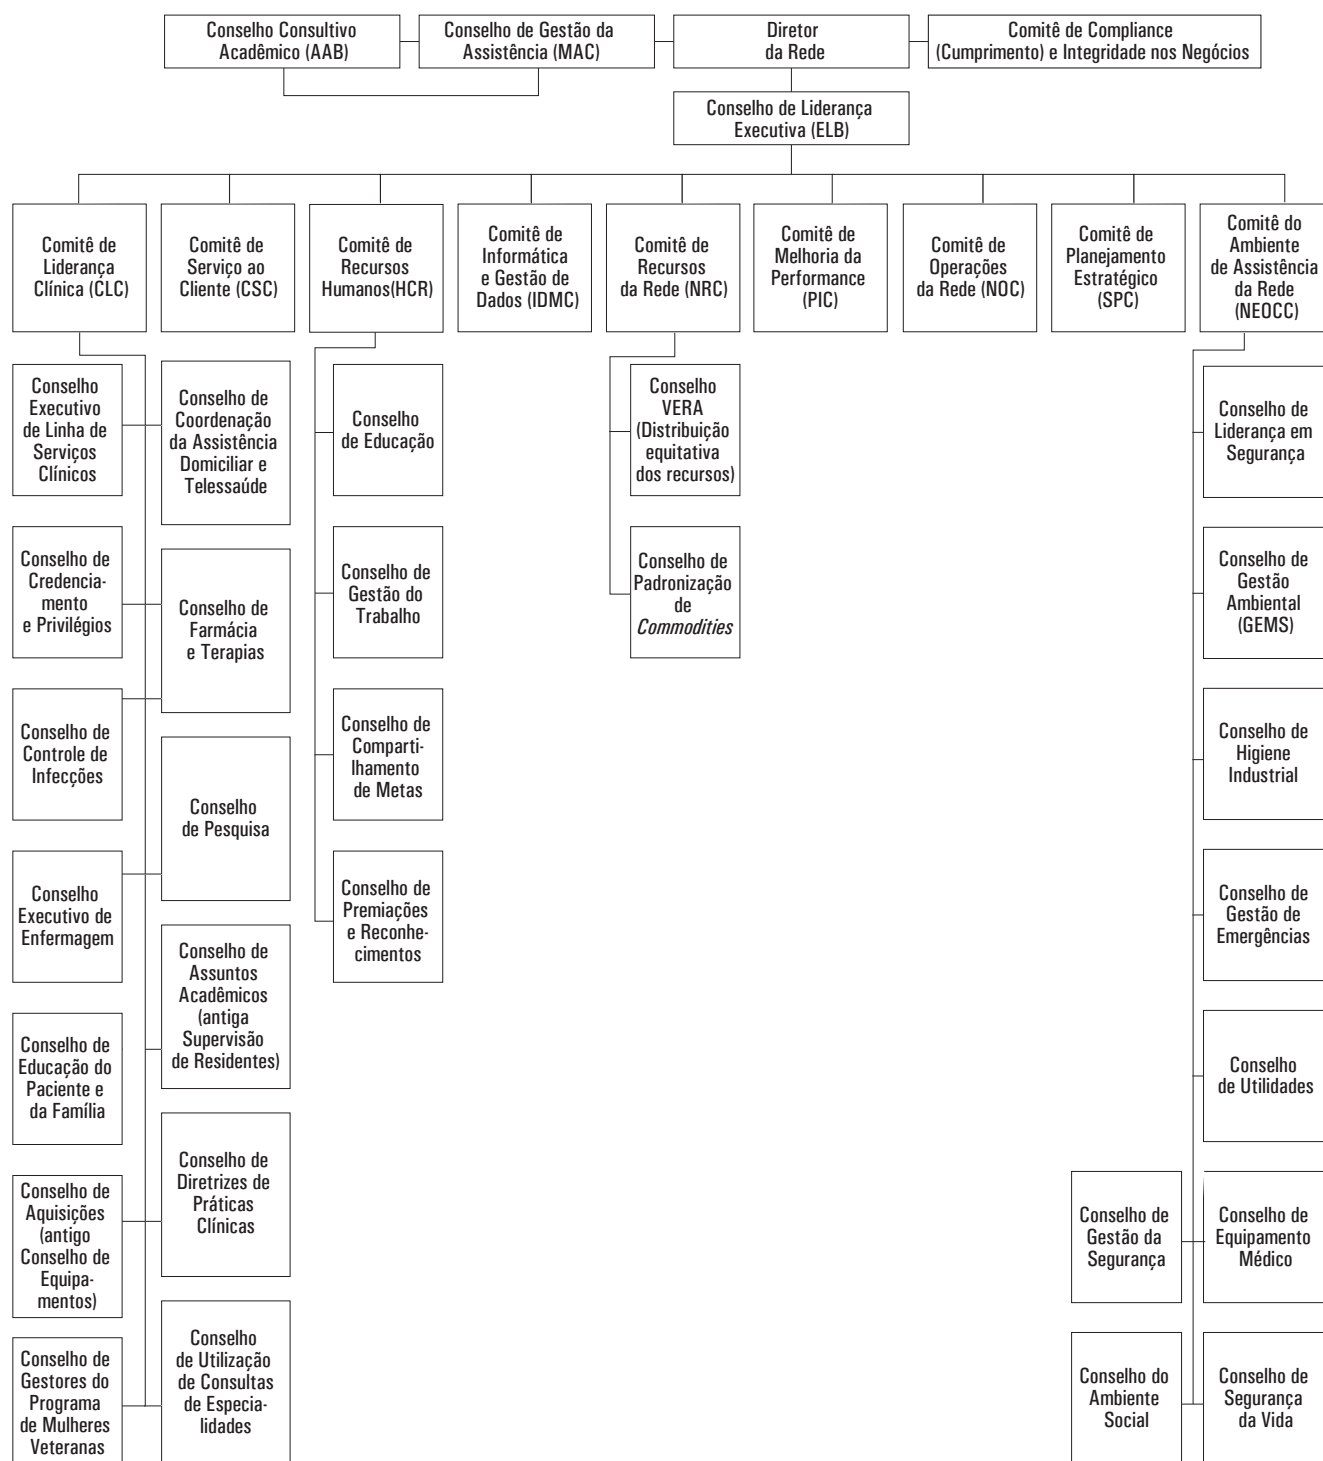 Conselho Consultivo
Acadêmico (AAB)
Conselho de Gestão da
Assistência (MAC)
Diretor
da Rede
Comitê de Compliance
(Cumprimento) e Integridade nos Negócios
Conselho de Liderança
Executiva (ELB)
Comitê de
Liderança
Clínica (CLC)
Comitê de
Serviço ao
Cliente (CSC)
Comitê de
Recursos
Humanos(HCR)
Comitê de
Informática
e Gestão de
Dados (IDMC)
Comitê de
Recursos
da Rede (NRC)
Comitê de
Melhoria da
Performance
(PIC)
Comitê de
Operações
da Rede (NOC)
Comitê de
Planejamento
Estratégico
(SPC)
Comitê do
Ambiente
de Assistência
da Rede
(NEOCC)
Conselho
Executivo
de Linha de
Serviços
Clínicos
Conselho de
Credencia-
mento
e Privilégios
Conselho de
Controle de
Infecções
Conselho
Executivo de
Enfermagem
Conselho de
Educação do
Paciente e
da Família
Conselho de
Aquisições
(antigo
Conselho de
Equipa-
mentos)
Conselho de
Gestores do
Programa
de Mulheres
Veteranas
Conselho de
Coordenação
da Assistência
Domiciliar e
Telessaúde
Conselho de
Farmácia
e Terapias
Conselho
de Pesquisa
Conselho de
Assuntos
Acadêmicos
(antiga
Supervisão
de Residentes)
Conselho de
Diretrizes de
Práticas
Clínicas
Conselho
de Utilização
de Consultas
de Especia-
lidades
Conselho
de Educação
Conselho de
Gestão do
Trabalho
Conselho de
Comparti-
lhamento
de Metas
Conselho de
Premiações
e Reconhe-
cimentos
Conselho
VERA
(Distribuição
equitativa
dos recursos)
Conselho de
Padronização
de
Commodities
Conselho de
Liderança em
Segurança
Conselho de
Gestão
Ambiental
(GEMS)
Conselho de
Higiene
Industrial
Conselho de
Gestão de
Emergências
Conselho
de Utilidades
Conselho de
Gestão da
Segurança
Conselho de
Equipamento
Médico
Conselho do
Ambiente
Social
Conselho de
Segurança
da Vida